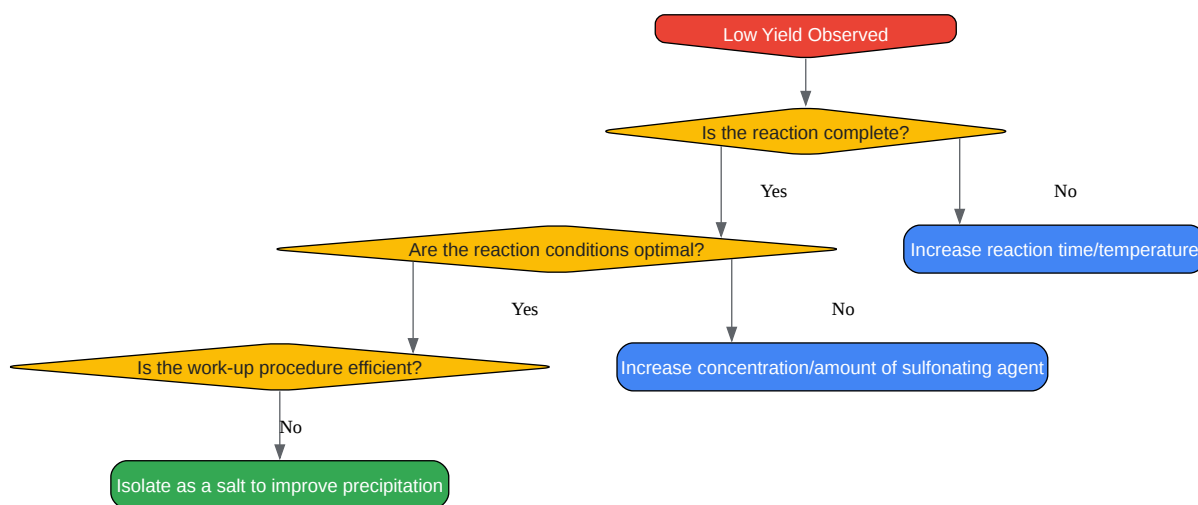 Low Yield Observed
Is the reaction complete?
Yes
No
Are the reaction conditions optimal?
Increase reaction time/temperature
Yes
No
Is the work-up procedure efficient?
Increase concentration/amount of sulfonating agent
No
Isolate as a salt to improve precipitation